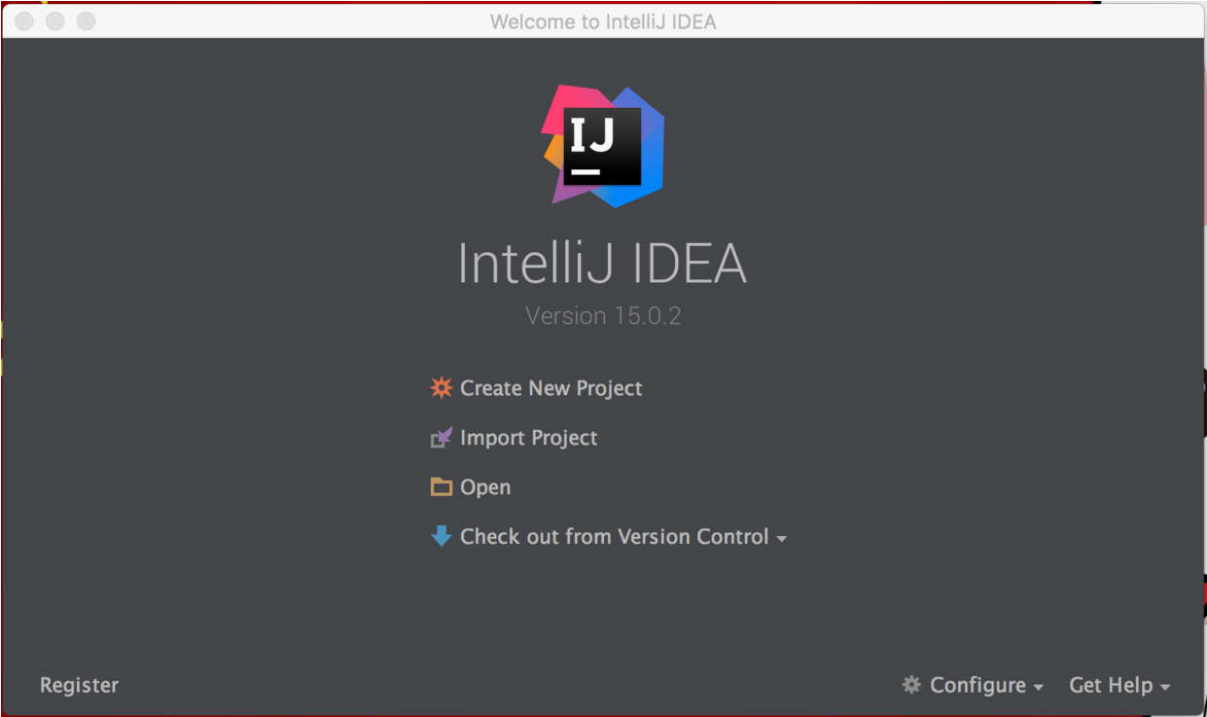 Welcome to IntelliJ IDEA
IJ
IntelliJ IDEA
Version 15.0.2
Create New Project
Import Project
Open
Check out from Version Control
Register
Configure
Get Help